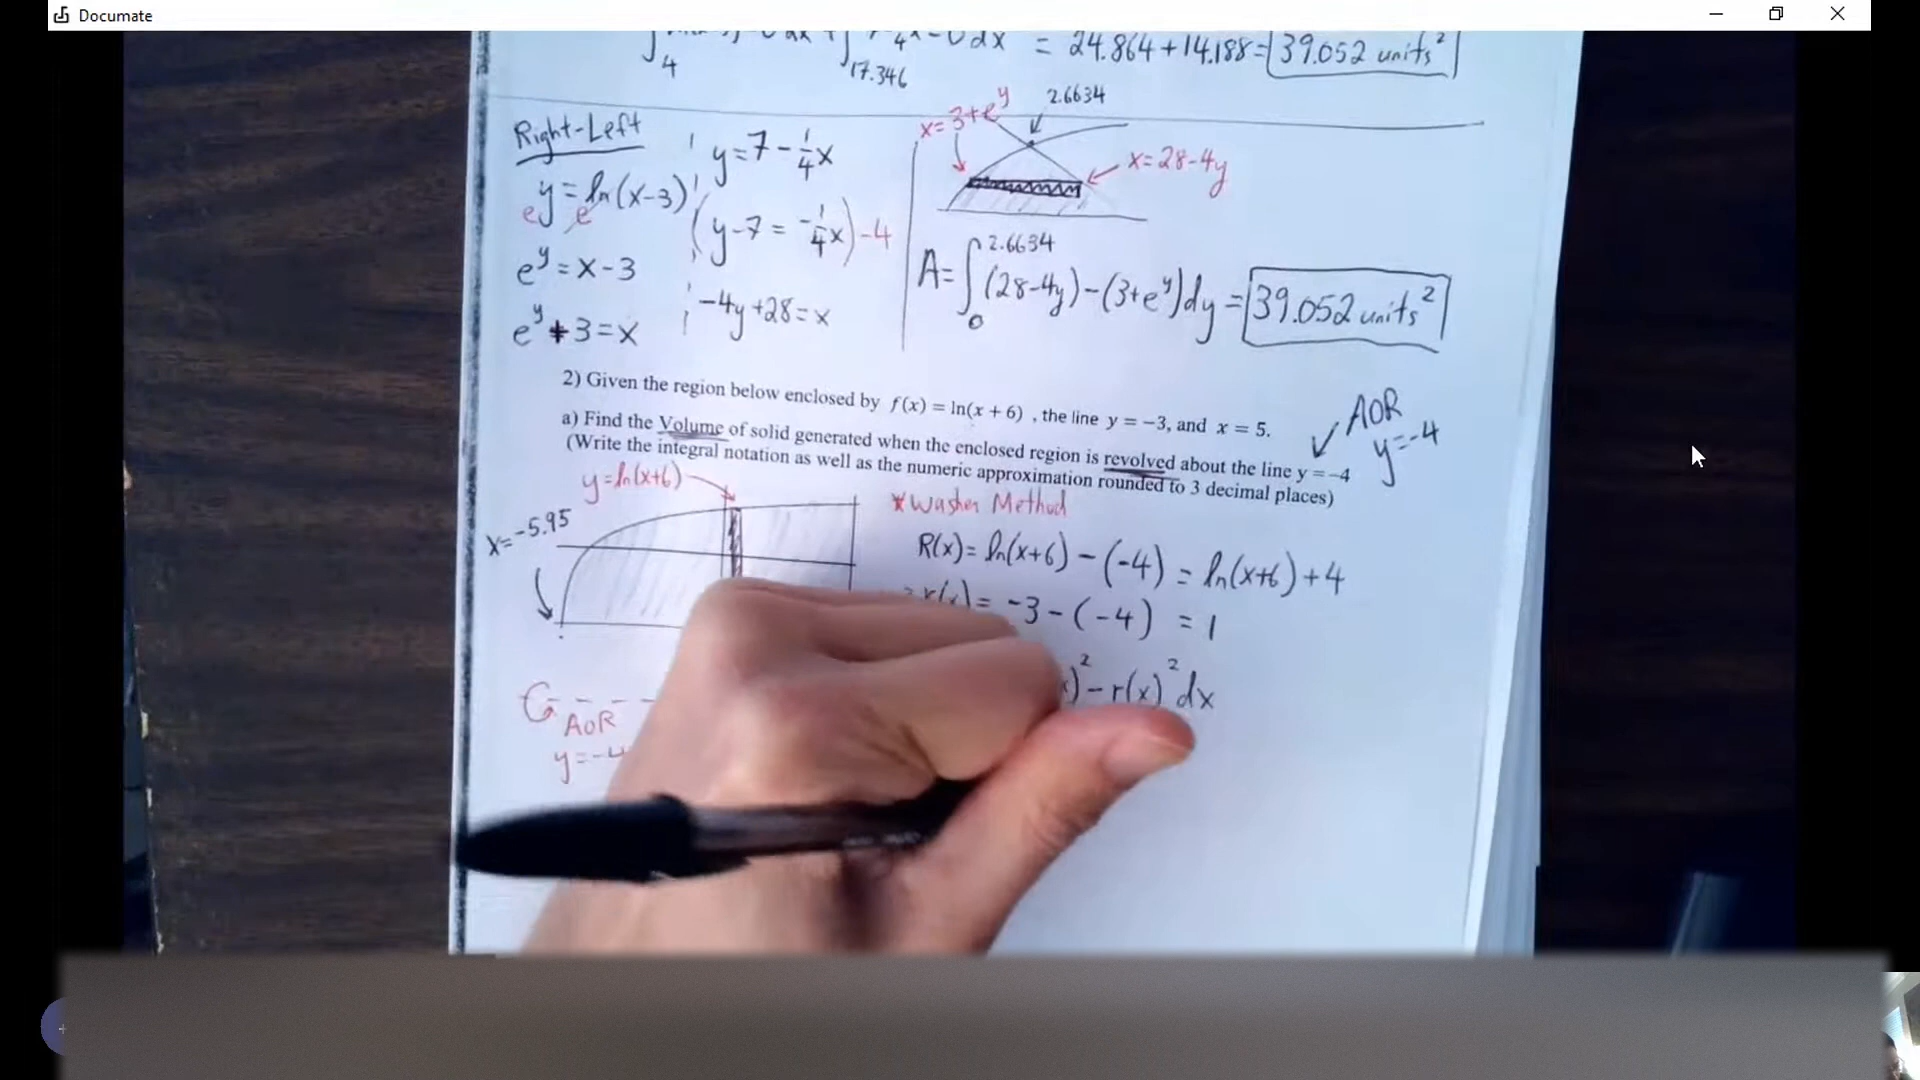 Documate
4
17.346
dx = 24.864+14.188= 39.052 units²
Right-Left
y=ln(x-3)
e e
e^y=x-3
e^y+3=x
y=7-1/4x
(y-7=-1/4x)-4
-4y+28=x
x=3+e^y
2.6634
x=28-4y
A=∫ 2.6634 0 (28-4y)-(3+e^y)dy= 39.052 units²
2) Given the region below enclosed by f(x) = ln(x + 6) , the line y = −3, and x = 5.
a) Find the Volume of solid generated when the enclosed region is revolved about the line y = −4
(Write the integral notation as well as the numeric approximation rounded to 3 decimal places)
AOR
y=-4
y=ln(x+6)
x=-5.95
*Washer Method
R(x)= ln(x+6)-(-4) = ln(x+6)+4
r(x)= -3-(-4) = 1
)²-r(x)²dx
AOR
y=-4